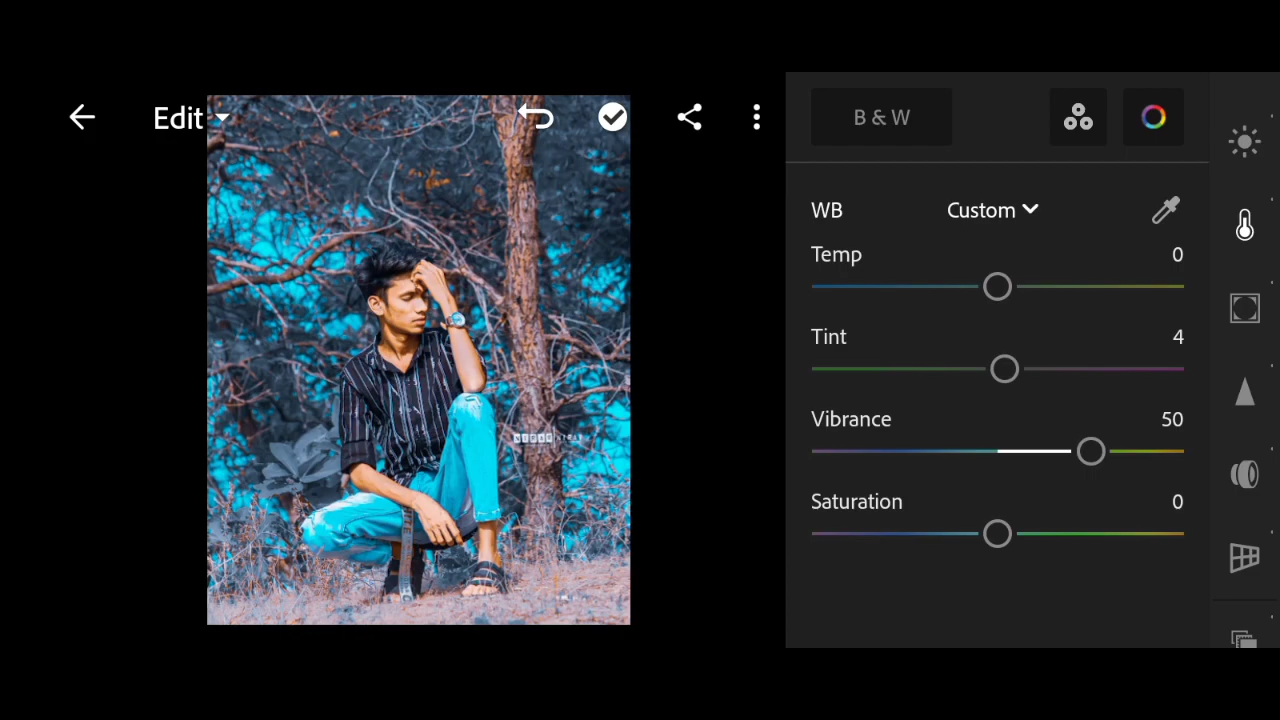 Edit
B & W
WB Custom
Temp 0
Tint 4
Vibrance 50
Saturation 0